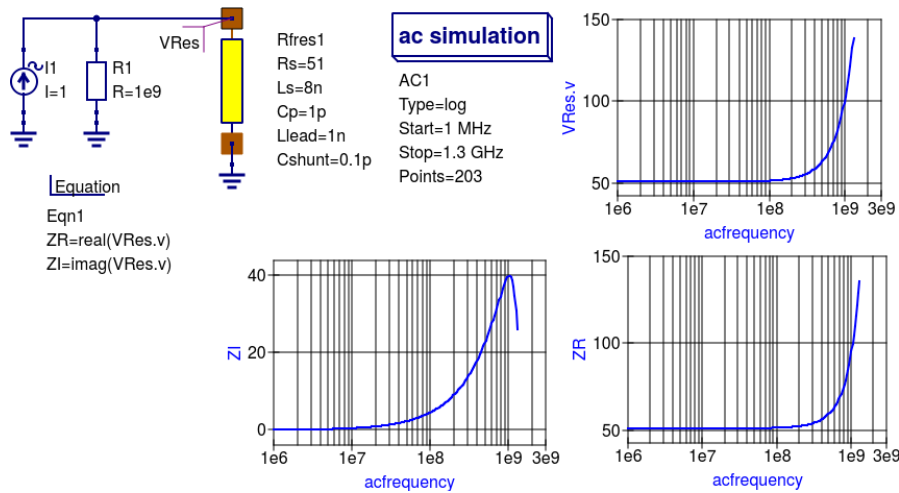 VRes
I1
I=1
R1
R=1e9
Rfres1
Rs=51
Ls=8n
Cp=1p
Llead=1n
Cshunt=0.1p
ac simulation
AC1
Type=log
Start=1 MHz
Stop=1.3 GHz
Points=203
Equation
Eqn1
ZR=real(VRes.v)
ZI=imag(VRes.v)
150
100
50
VRes.v
1e6 1e7 1e8 1e9 3e9
acfrequency
40
20
0
ZI
1e6 1e7 1e8 1e9 3e9
acfrequency
150
100
50
ZR
1e6 1e7 1e8 1e9 3e9
acfrequency